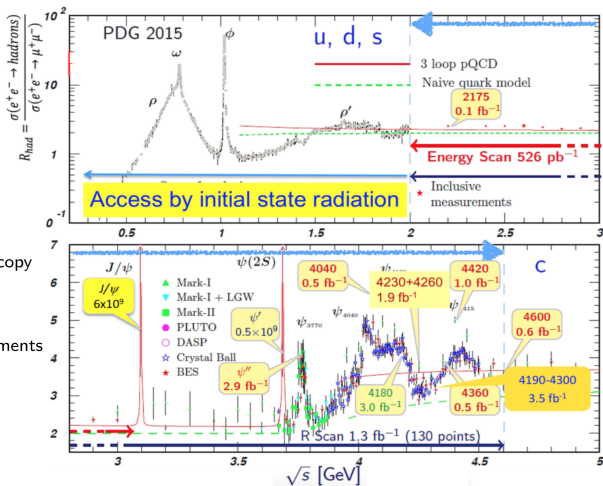 PDG 2015
u, d, s
R_had = σ(e⁺e⁻ → hadrons) / σ(e⁺e⁻ → μ⁺μ⁻)
10²
10
1
10⁻¹
ρ
ω
ϕ
ρ′
3 loop pQCD
Naive quark model
2175
0.1 fb⁻¹
Energy Scan 526 pb⁻¹
Access by initial state radiation
★ Inclusive
measurements
0 0.5 1 1.5 2 2.5 3
copy
ments
7
6
5
4
3
2
J/ψ
ψ(2S)
C
J/ψ
6x10⁹
Mark-I
Mark-I + LGW
Mark-II
PLUTO
DASP
Crystal Ball
BES
ψ′
0.5×10⁹
ψ″
2.9 fb⁻¹
ψ₃₇₇₀
4040
0.5 fb⁻¹
ψ₄₀₄₀
4230+4260
1.9 fb⁻¹
4420
1.0 fb⁻¹
4600
0.6 fb⁻¹
4180
3.0 fb⁻¹
4360
0.5 fb⁻¹
4190-4300
3.5 fb⁻¹
R Scan 1.3 fb⁻¹ (130 points)
3 3.5 4 4.5 5
√s [GeV]